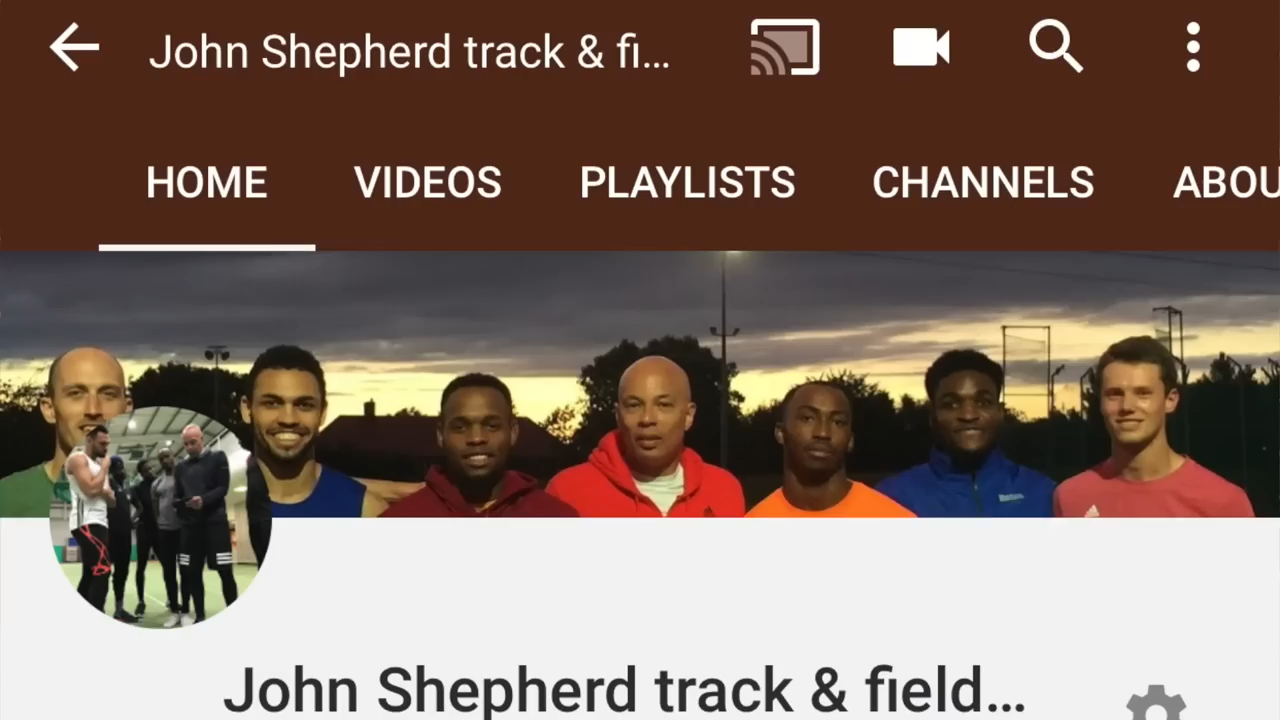 John Shepherd track & fi...
HOME VIDEOS PLAYLISTS CHANNELS ABOU
John Shepherd track & field...